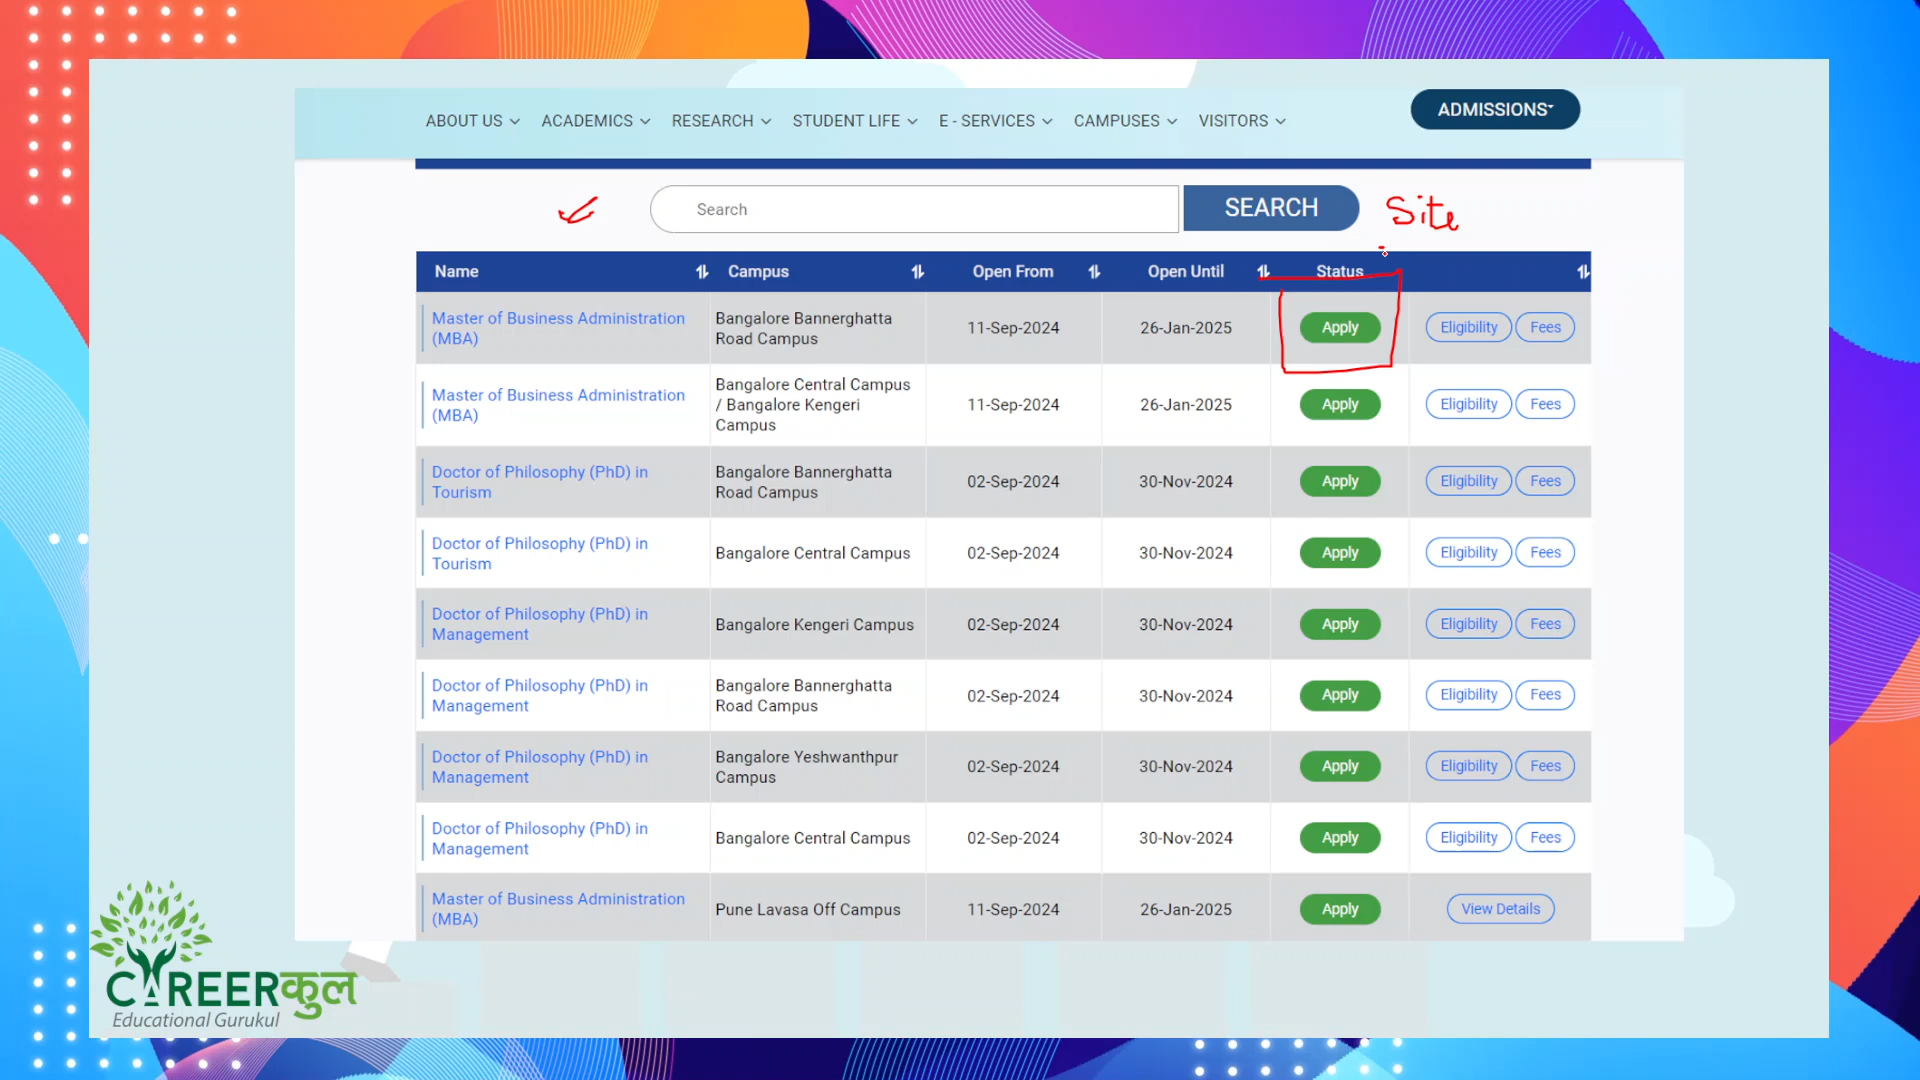 ABOUT US ACADEMICS RESEARCH STUDENT LIFE E - SERVICES CAMPUSES VISITORS ADMISSIONS
Search SEARCH Site
Name Campus Open From Open Until Status
Master of Business Administration (MBA) Bangalore Bannerghatta Road Campus 11-Sep-2024 26-Jan-2025 Apply Eligibility Fees
Master of Business Administration (MBA) Bangalore Central Campus / Bangalore Kengeri Campus 11-Sep-2024 26-Jan-2025 Apply Eligibility Fees
Doctor of Philosophy (PhD) in Tourism Bangalore Bannerghatta Road Campus 02-Sep-2024 30-Nov-2024 Apply Eligibility Fees
Doctor of Philosophy (PhD) in Tourism Bangalore Central Campus 02-Sep-2024 30-Nov-2024 Apply Eligibility Fees
Doctor of Philosophy (PhD) in Management Bangalore Kengeri Campus 02-Sep-2024 30-Nov-2024 Apply Eligibility Fees
Doctor of Philosophy (PhD) in Management Bangalore Bannerghatta Road Campus 02-Sep-2024 30-Nov-2024 Apply Eligibility Fees
Doctor of Philosophy (PhD) in Management Bangalore Yeshwanthpur Campus 02-Sep-2024 30-Nov-2024 Apply Eligibility Fees
Doctor of Philosophy (PhD) in Management Bangalore Central Campus 02-Sep-2024 30-Nov-2024 Apply Eligibility Fees
Master of Business Administration (MBA) Pune Lavasa Off Campus 11-Sep-2024 26-Jan-2025 Apply View Details
CAREERकुल
Educational Gurukul